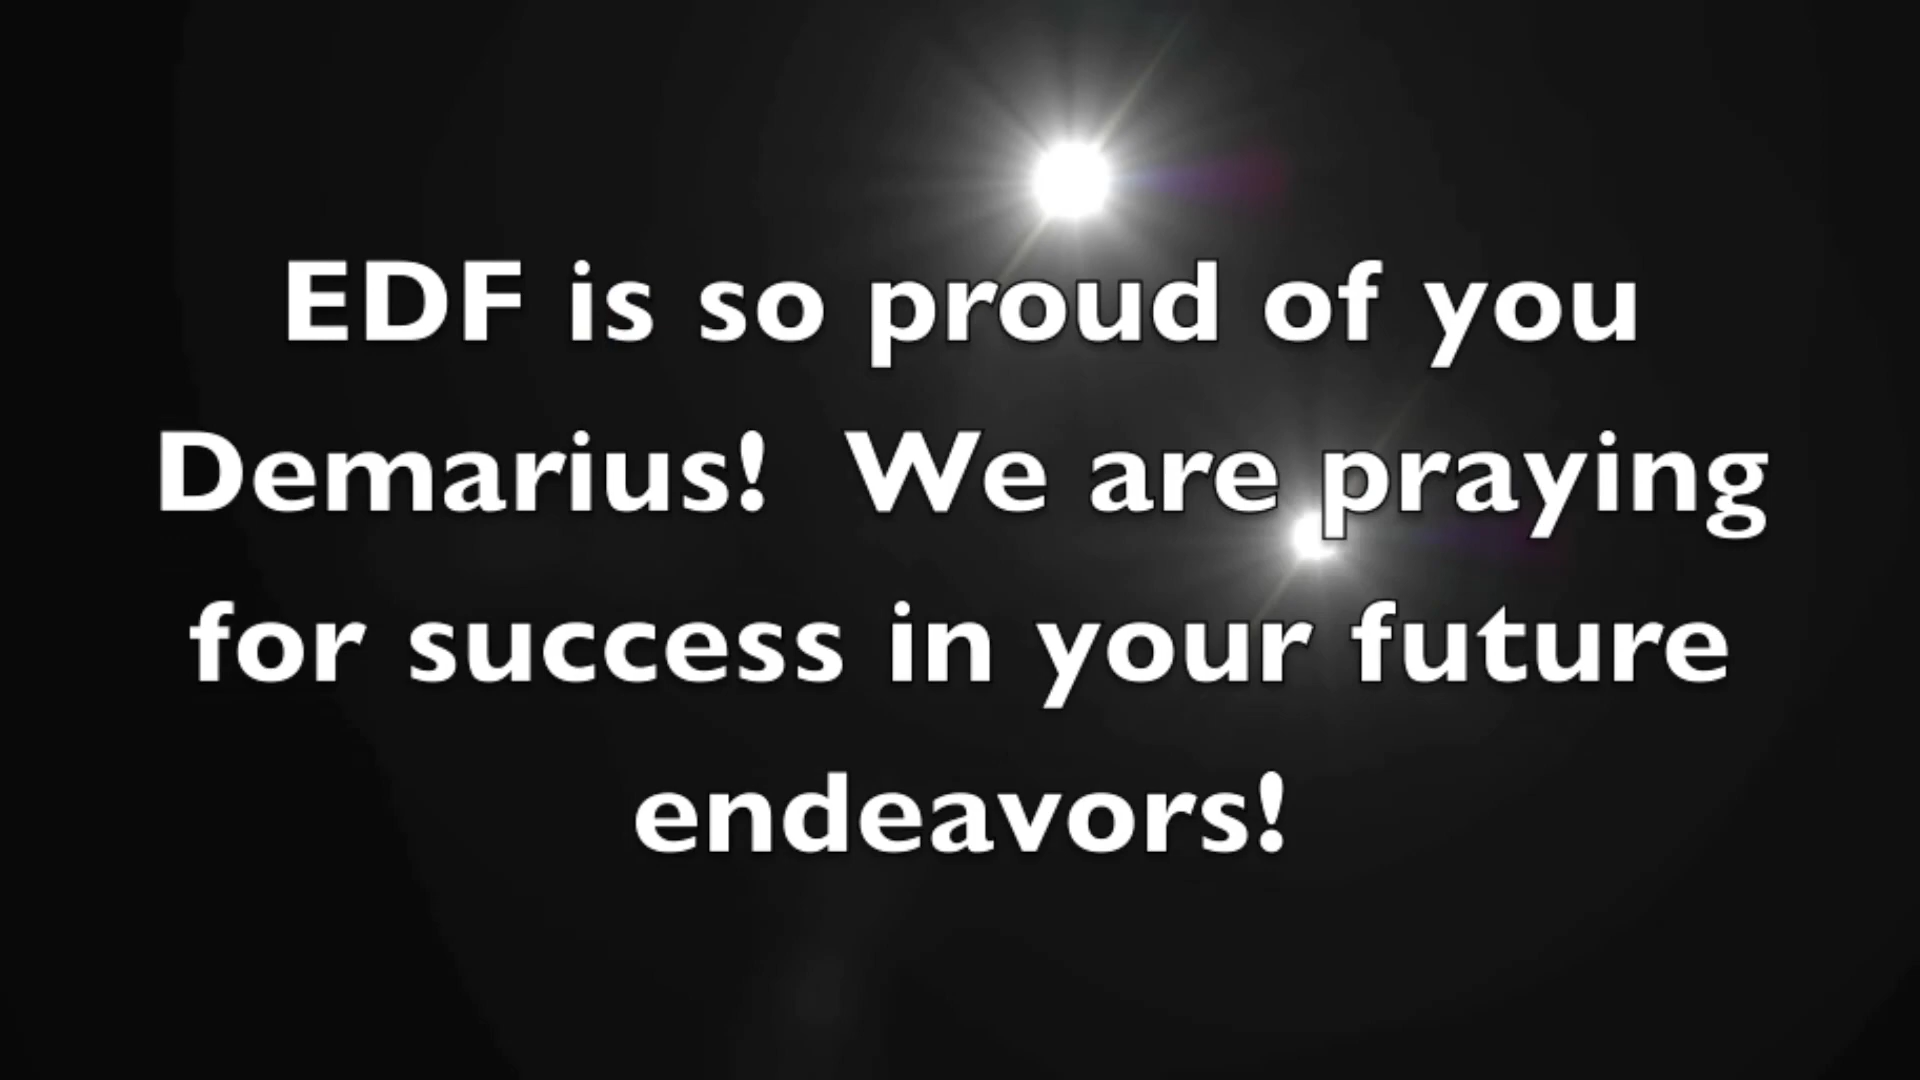 EDF is so proud of you
Demarius!  We are praying
for success in your future
endeavors!